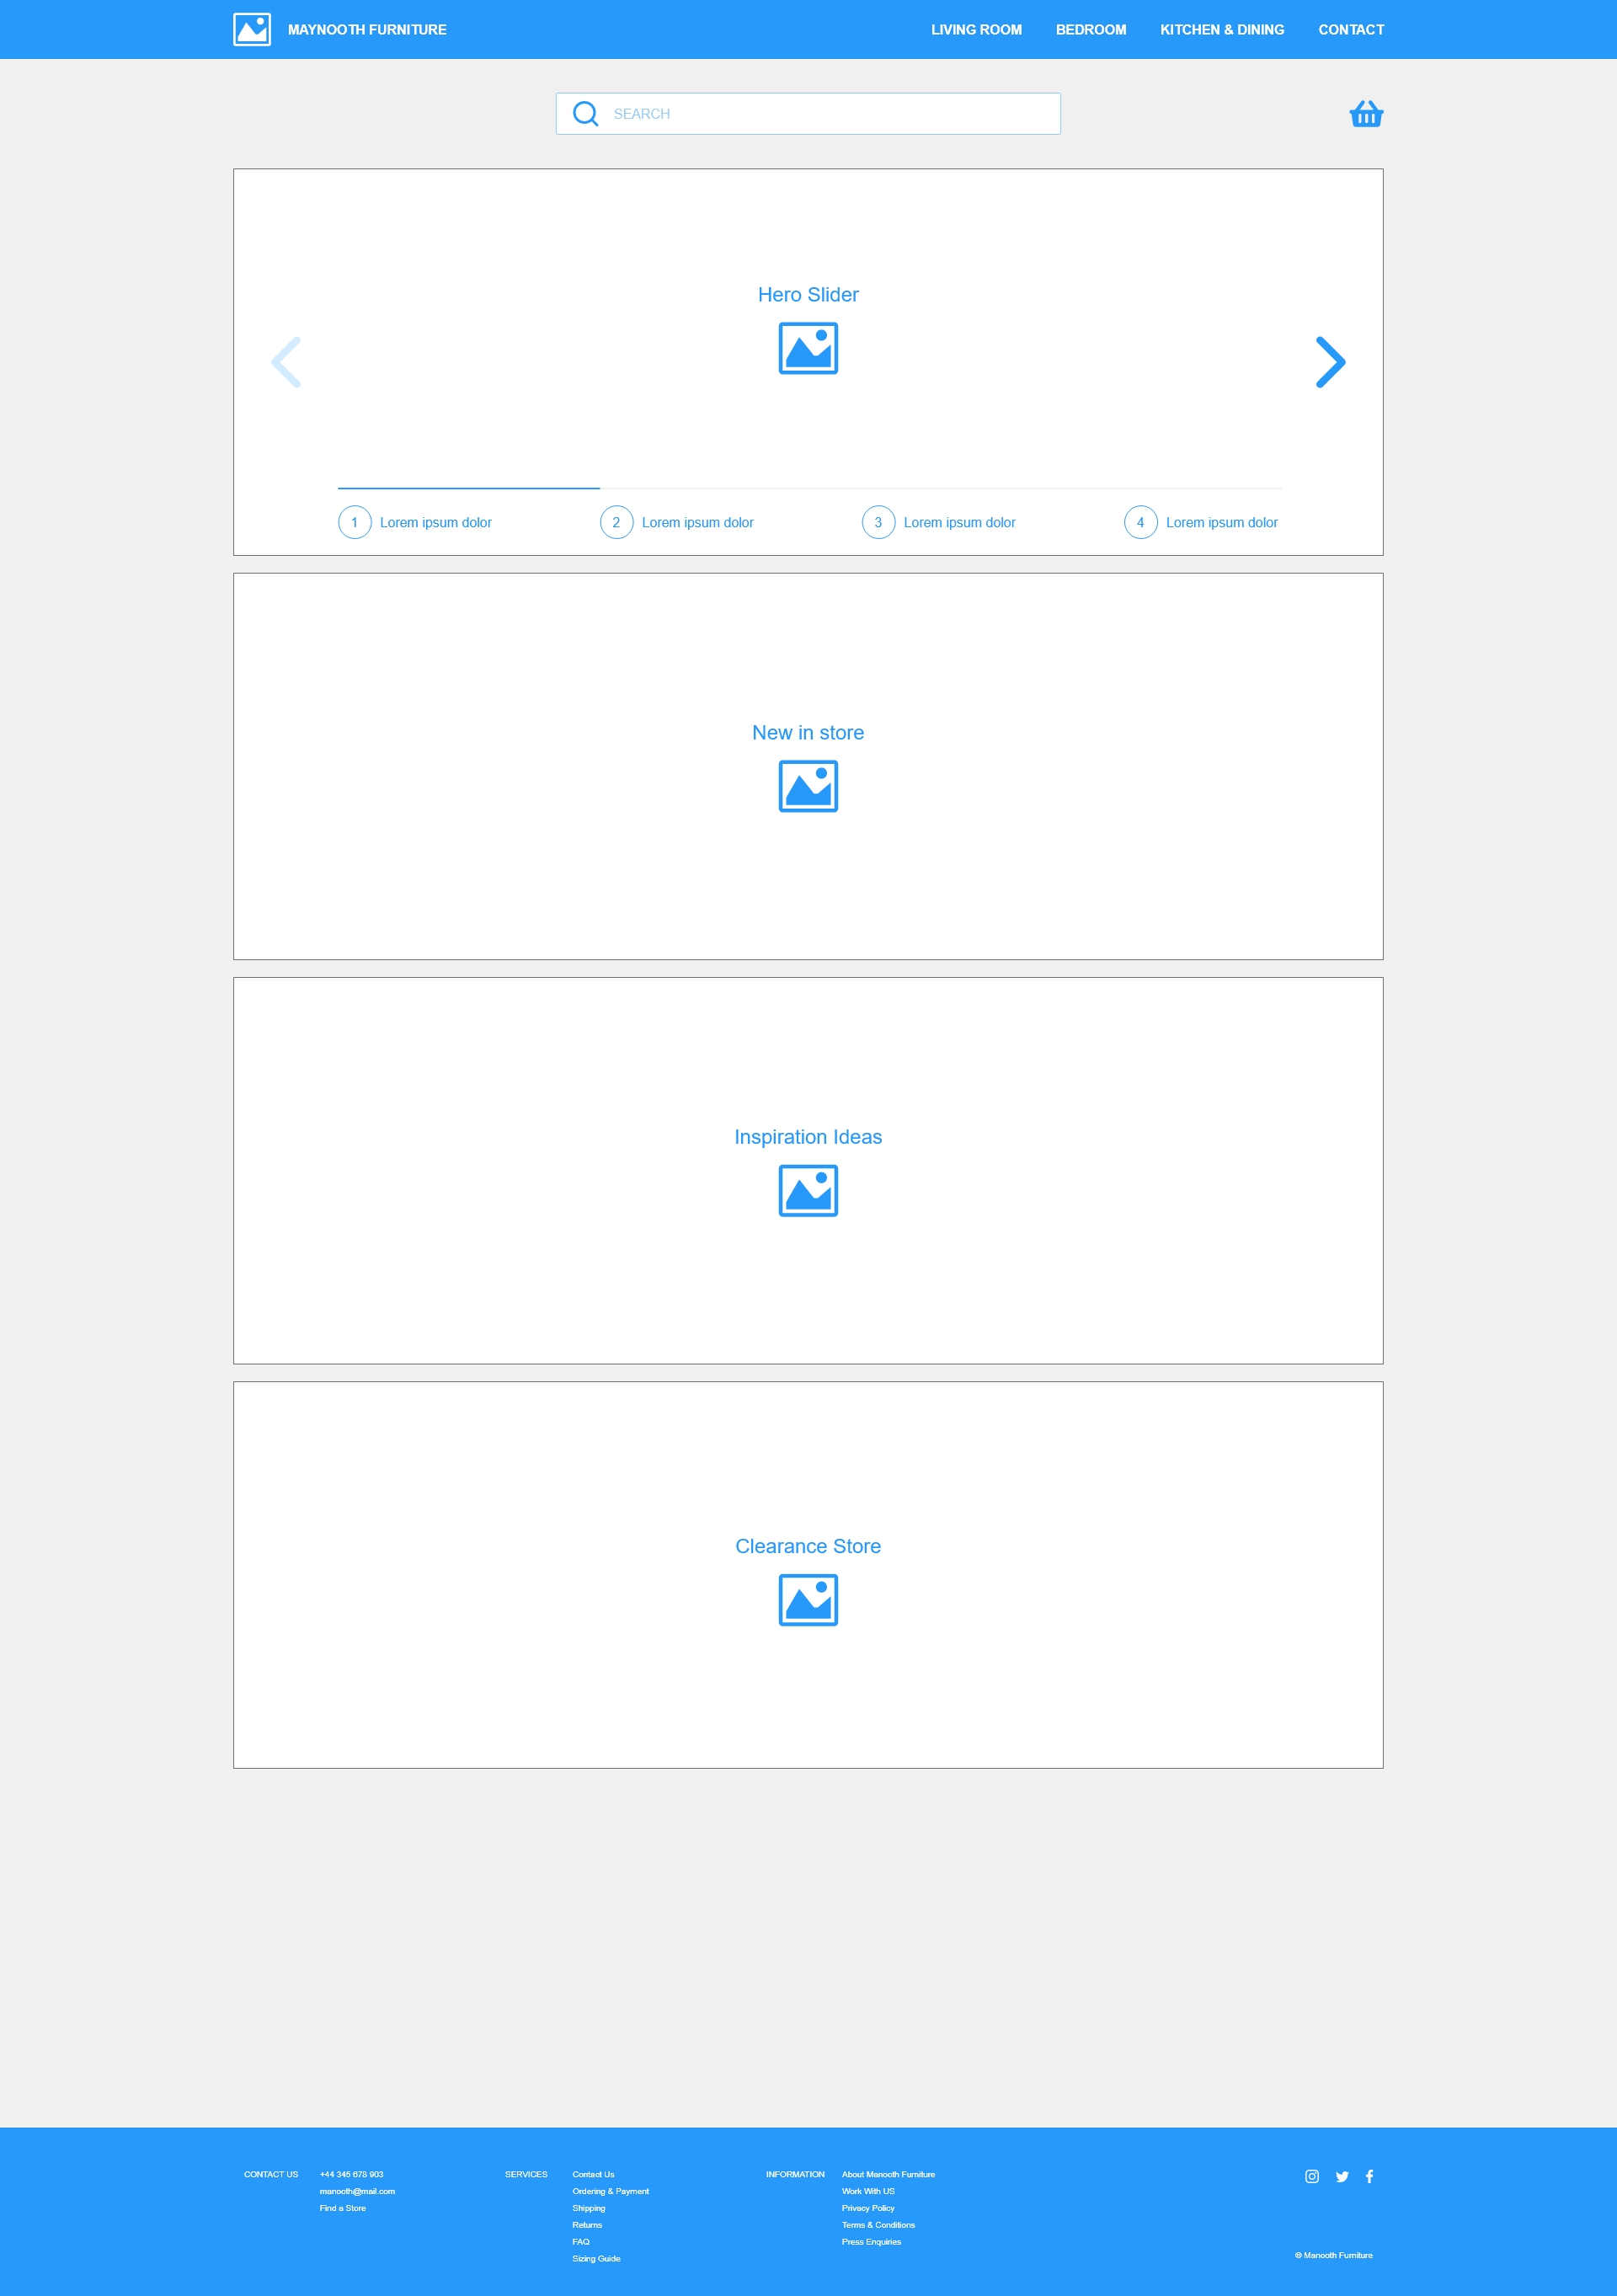 MAYNOOTH FURNITURE
LIVING ROOM
BEDROOM
KITCHEN & DINING
CONTACT
SEARCH
Hero Slider
1 Lorem ipsum dolor
2 Lorem ipsum dolor
3 Lorem ipsum dolor
4 Lorem ipsum dolor
New in store
Inspiration Ideas
Clearance Store
CONTACT US
+44 345 678 903
manooth@mail.com
Find a Store
SERVICES
Contact Us
Ordering & Payment
Shipping
Returns
FAQ
Sizing Guide
INFORMATION
About Manooth Furniture
Work With US
Privacy Policy
Terms & Conditions
Press Enquiries
© Manooth Furniture